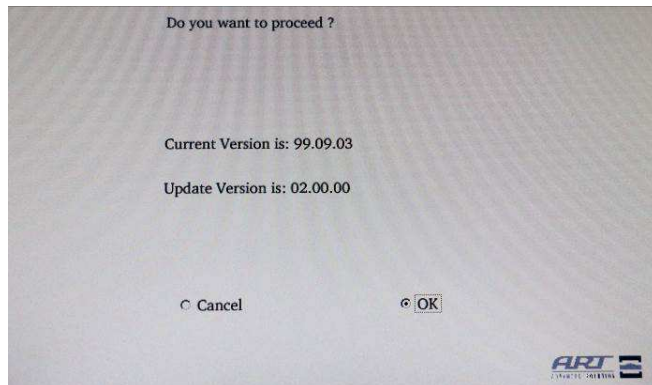 Do you want to proceed ?
Current Version is: 99.09.03
Update Version is: 02.00.00
Cancel
OK
ART